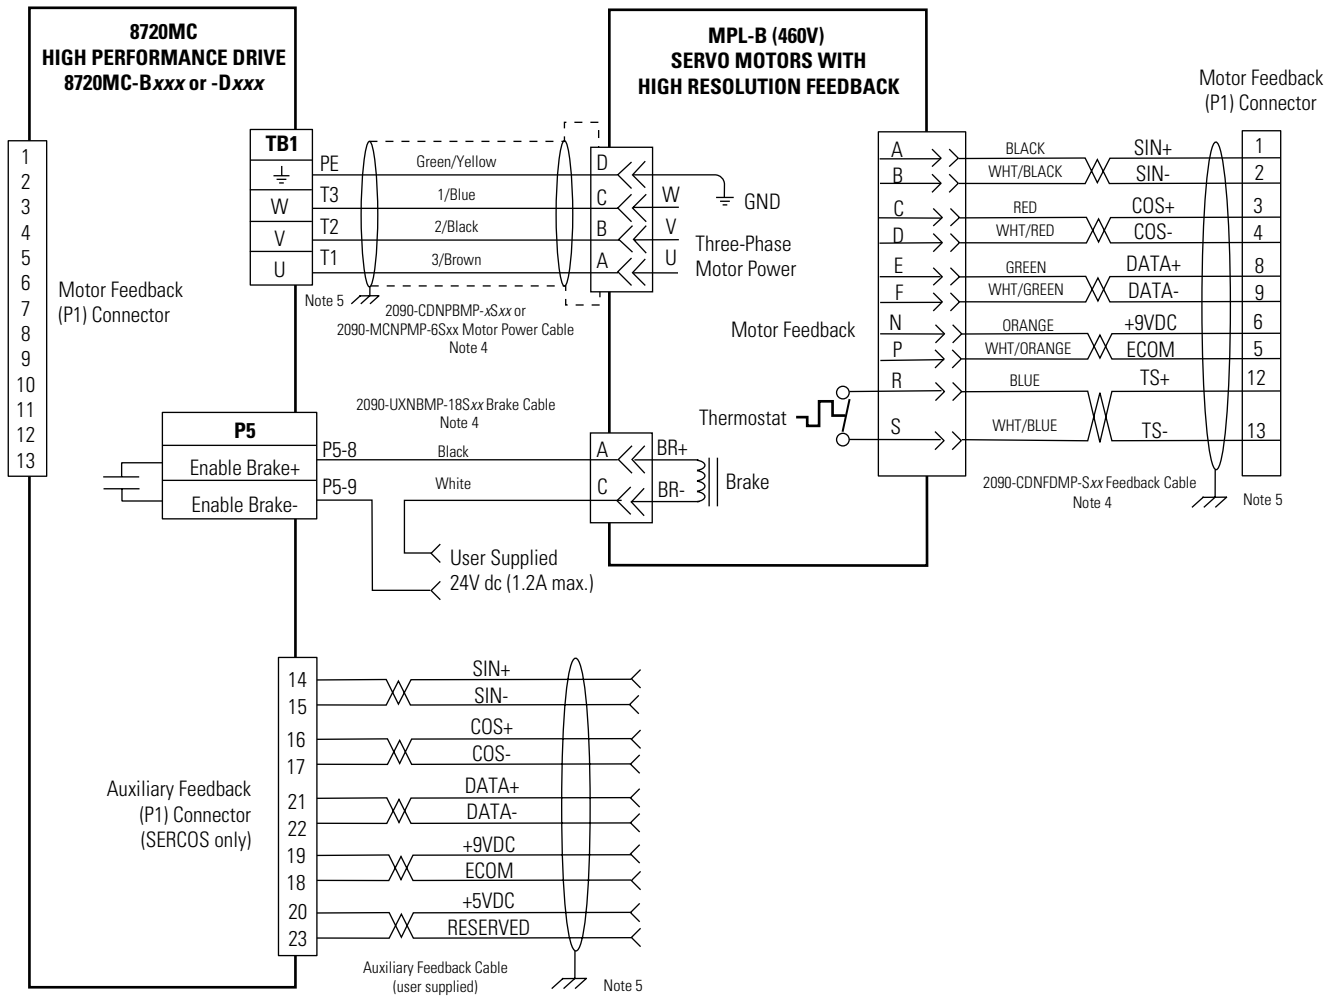 8720MC
HIGH PERFORMANCE DRIVE
8720MC-Bxxx or -Dxxx
1
2
3
4
5
6
7
8
9
10
11
12
13
Motor Feedback
(P1) Connector
TB1
W
V
U
PE
T3
T2
T1
Green/Yellow
1/Blue
2/Black
3/Brown
Note 5
2090-CDNPBMP-xSxx or
2090-MCNPMP-6Sxx Motor Power Cable
Note 4
D
C
B
A
W
V
U
GND
Three-Phase
Motor Power
MPL-B (460V)
SERVO MOTORS WITH
HIGH RESOLUTION FEEDBACK
Motor Feedback
Thermostat
A
B
C
D
E
F
N
P
R
S
BLACK
WHT/BLACK
RED
WHT/RED
GREEN
WHT/GREEN
ORANGE
WHT/ORANGE
BLUE
WHT/BLUE
SIN+
SIN-
COS+
COS-
DATA+
DATA-
+9VDC
ECOM
TS+
TS-
Motor Feedback
(P1) Connector
1
2
3
4
8
9
6
5
12
13
2090-CDNFDMP-Sxx Feedback Cable
Note 4
Note 5
P5
Enable Brake+
Enable Brake-
P5-8
P5-9
2090-UXNBMP-18Sxx Brake Cable
Note 4
Black
White
A
C
BR+
BR-
Brake
User Supplied
24V dc (1.2A max.)
Auxiliary Feedback
(P1) Connector
(SERCOS only)
14
15
16
17
21
22
19
18
20
23
SIN+
SIN-
COS+
COS-
DATA+
DATA-
+9VDC
ECOM
+5VDC
RESERVED
Auxiliary Feedback Cable
(user supplied)
Note 5